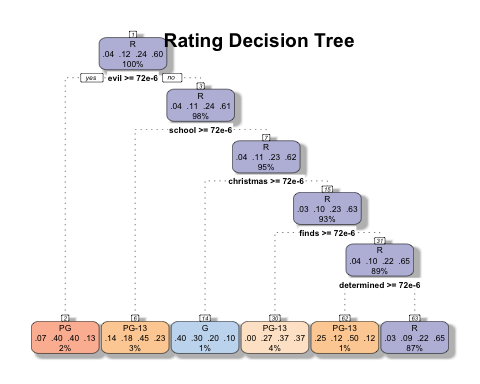 Rating Decision Tree
1
R
.04 .12 .24 .60
100%
yes evil >= 72e-6 no
3
R
.04 .11 .24 .61
98%
school >= 72e-6
7
R
.04 .11 .23 .62
95%
christmas >= 72e-6
15
R
.03 .10 .23 .63
93%
finds >= 72e-6
31
R
.04 .10 .22 .65
89%
determined >= 72e-6
2
PG
.07 .40 .40 .13
2%
6
PG-13
.14 .18 .45 .23
3%
14
G
.40 .30 .20 .10
1%
30
PG-13
.00 .27 .37 .37
4%
62
PG-13
.25 .12 .50 .12
1%
63
R
.03 .09 .22 .65
87%